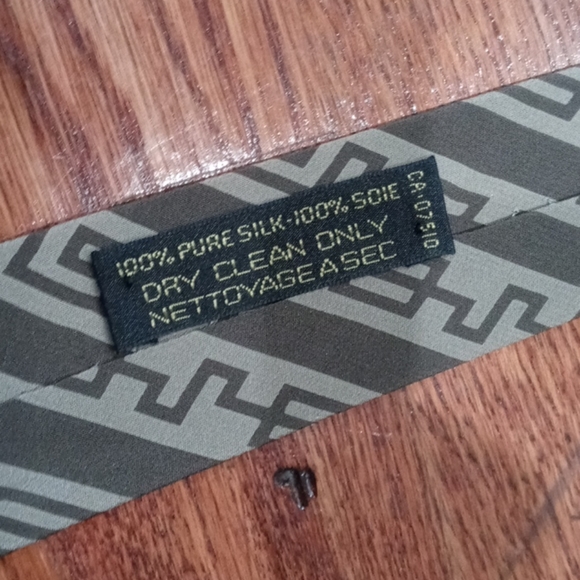 100% PURE SILK-100% SOIE
DRY CLEAN ONLY
NETTOYAGE A SEC
CA·07510